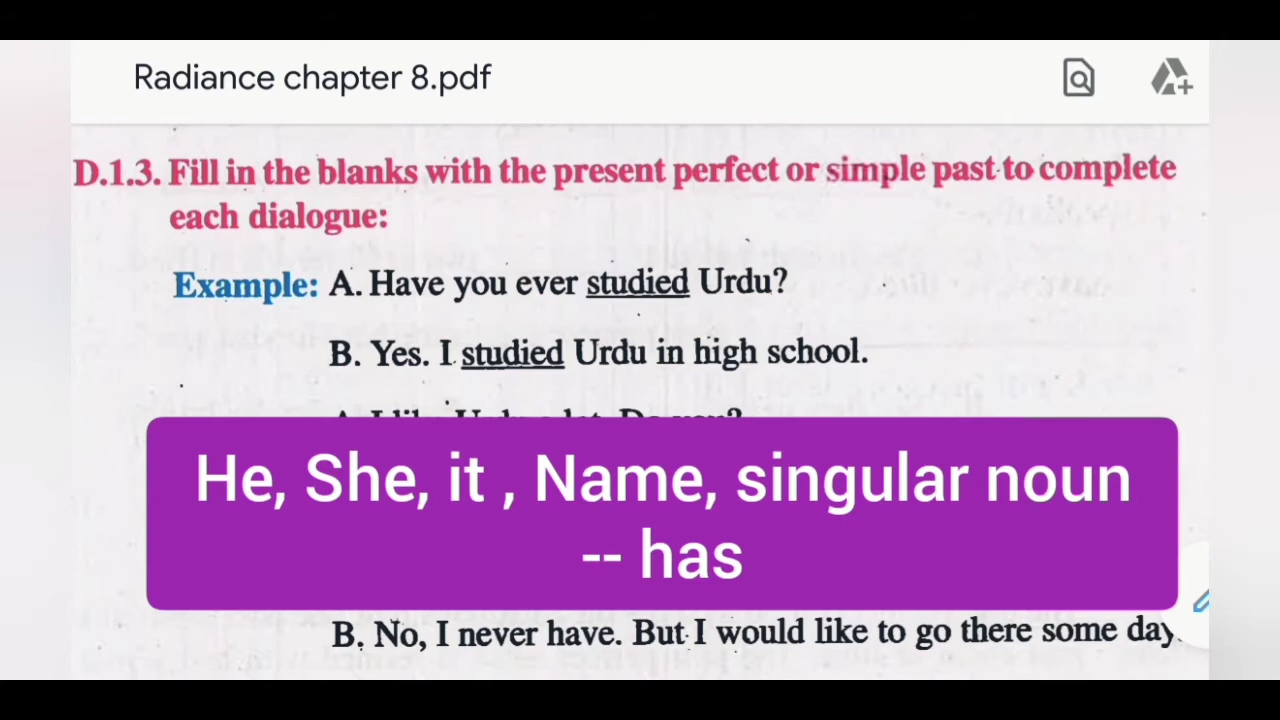 Radiance chapter 8.pdf
D.1.3. Fill in the blanks with the present perfect or simple past to complete
each dialogue:
Example: A. Have you ever studied Urdu?
B. Yes. I studied Urdu in high school.
He, She, it , Name, singular noun
-- has
B. No, I never have. But I would like to go there some day.